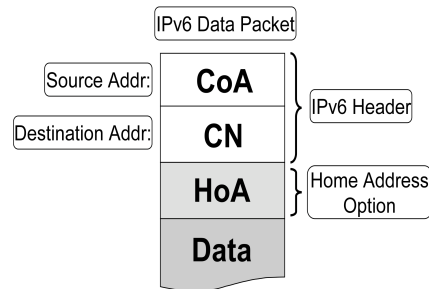 IPv6 Data Packet
Source Addr:
CoA
IPv6 Header
Destination Addr:
CN
HoA
Home Address
Option
Data